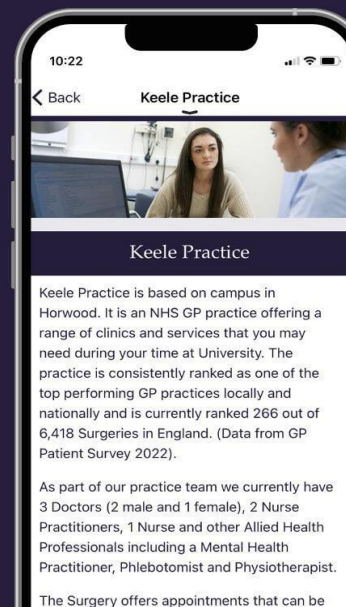 10:22
Back Keele Practice
Keele Practice
Keele Practice is based on campus in
Horwood. It is an NHS GP practice offering a
range of clinics and services that you may
need during your time at University. The
practice is consistently ranked as one of the
top performing GP practices locally and
nationally and is currently ranked 266 out of
6,418 Surgeries in England. (Data from GP
Patient Survey 2022).
As part of our practice team we currently have
3 Doctors (2 male and 1 female), 2 Nurse
Practitioners, 1 Nurse and other Allied Health
Professionals including a Mental Health
Practitioner, Phlebotomist and Physiotherapist.
The Surgery offers appointments that can be